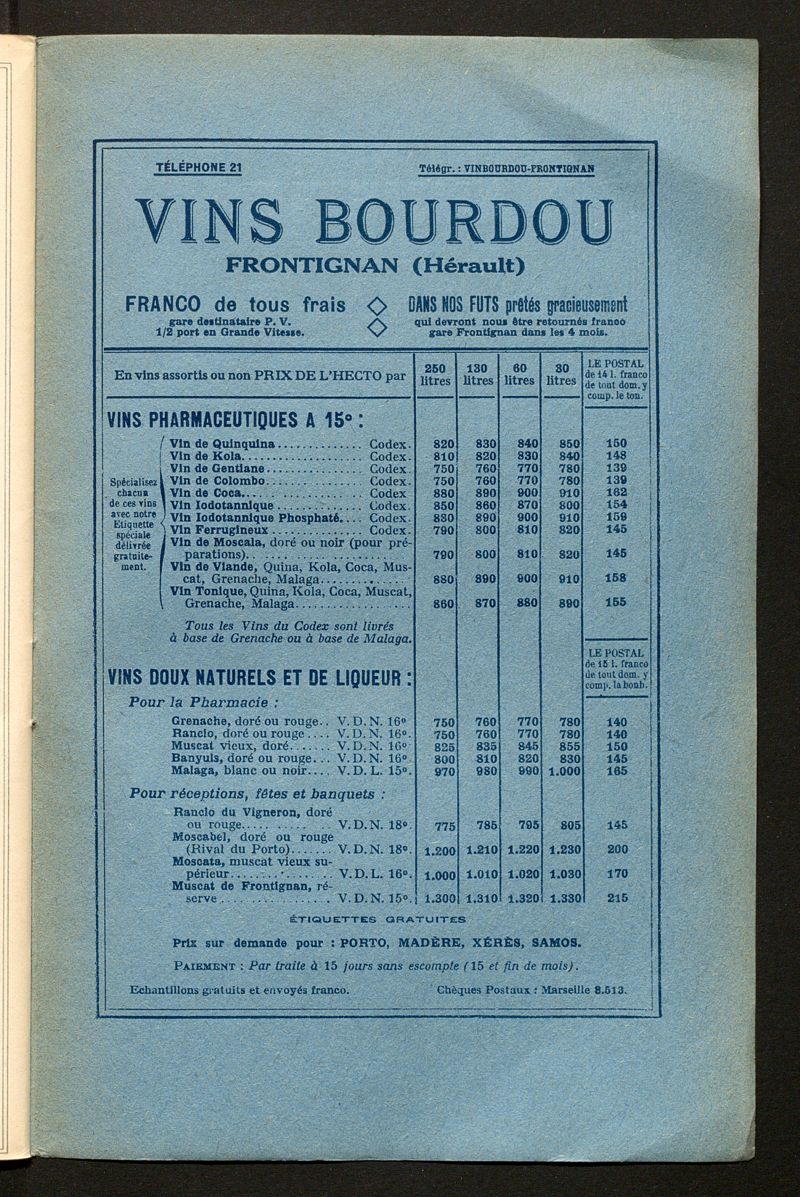 TÉLÉPHONE 21 Télégr. : VINBOURDOU-FRONTIGNAN
VINS BOURDOU
FRONTIGNAN (Hérault)
FRANCO de tous frais
gare destinataire P. V.
1/2 port en Grande Vitesse.
DANS NOS FUTS prêtés gracieusement
qui devront nous être retournés franco
gare Frontignan dans les 4 mois.
En vins assortis ou non PRIX DE L'HECTO par 250 litres 130 litres 60 litres 30 litres
LE POSTAL
de 14 l. franco
de tout dom. y
comp. le ton.
VINS PHARMACEUTIQUES A 15° :
Spécialisez
chacun
de ces vins
avec notre
Etiquette
spéciale
délivrée
gratuite-
ment.
Vin de Quinquina.............. Codex. 820 830 840 850 150
Vin de Kola.................... Codex. 810 820 830 840 148
Vin de Gentiane................ Codex. 750 760 770 780 139
Vin de Colombo................ Codex. 750 760 770 780 139
Vin de Coca.................... Codex 880 890 900 910 162
Vin Iodotannique.............. Codex. 850 860 870 800 154
Vin Iodotannique Phosphaté.... Codex. 880 890 900 910 159
Vin Ferrugineux............... Codex. 790 800 810 820 145
Vin de Moscala, doré ou noir (pour pré-
parations)........................ 790 800 810 820 145
Vin de Viande, Quina, Kola, Coca, Mus-
cat, Grenache, Malaga.............. 880 890 900 910 158
Vin Tonique, Quina, Kola, Coca, Muscat,
Grenache, Malaga................... 860 870 880 890 155
Tous les Vins du Codex sont livrés
à base de Grenache ou à base de Malaga.
LE POSTAL
de 15 l. franco
de tout dom. y
comp. la bonb.
VINS DOUX NATURELS ET DE LIQUEUR :
Pour la Pharmacie :
Grenache, doré ou rouge.. V. D. N. 16° 750 760 770 780 140
Rancio, doré ou rouge.... V. D. N. 16°. 750 760 770 780 140
Muscat vieux, doré....... V. D. N. 16° 825 835 845 855 150
Banyuls, doré ou rouge... V. D. N. 16° 800 810 820 830 145
Malaga, blanc ou noir.... V. D. L. 15°. 970 980 990 1.000 165
Pour réceptions, fêtes et banquets :
Rancio du Vigneron, doré
ou rouge............... V. D. N. 18°. 775 785 795 805 145
Moscabel, doré ou rouge
(Rival du Porto)....... V. D. N. 18°. 1.200 1.210 1.220 1.230 200
Moscata, muscat vieux su-
périeur................ V. D. L. 16°. 1.000 1.010 1.020 1.030 170
Muscat de Frontignan, ré-
serve.................. V. D. N. 15°. 1.300 1.310 1.320 1.330 215
ÉTIQUETTES GRATUITES
Prix sur demande pour : PORTO, MADÈRE, XÉRÈS, SAMOS.
PAIEMENT : Par traite à 15 jours sans escompte (15 et fin de mois).
Echantillons gratuits et envoyés franco. Chèques Postaux : Marseille 8.513.